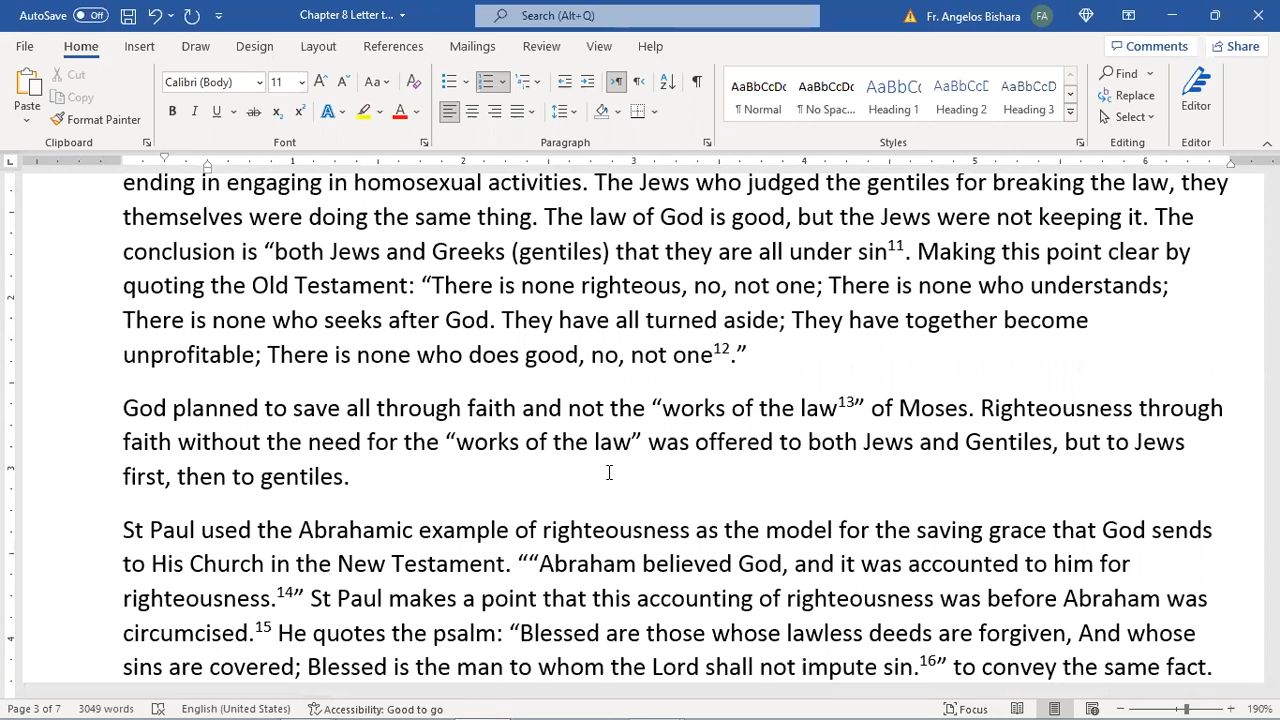 AutoSave Off Chapter 8 Letter t... Search (Alt+Q) Fr. Angelos Bishara FA
File Home Insert Draw Design Layout References Mailings Review View Help Comments Share
Paste Cut Copy Format Painter Calibri (Body) 11 Find Replace Select Editor
AaBbCcDc AaBbCcDc AaBbCc AaBbCcD AaBbCcD
¶ Normal ¶ No Spac... Heading 1 Heading 2 Heading 3
Clipboard Font Paragraph Styles Editing Editor
1 2 3 4 5 6
ending in engaging in homosexual activities. The Jews who judged the gentiles for breaking the law, they
themselves were doing the same thing. The law of God is good, but the Jews were not keeping it. The
conclusion is “both Jews and Greeks (gentiles) that they are all under sin11. Making this point clear by
quoting the Old Testament: “There is none righteous, no, not one; There is none who understands;
There is none who seeks after God. They have all turned aside; They have together become
unprofitable; There is none who does good, no, not one12.”
God planned to save all through faith and not the “works of the law13” of Moses. Righteousness through
faith without the need for the “works of the law” was offered to both Jews and Gentiles, but to Jews
first, then to gentiles.
St Paul used the Abrahamic example of righteousness as the model for the saving grace that God sends
to His Church in the New Testament. ““Abraham believed God, and it was accounted to him for
righteousness.14” St Paul makes a point that this accounting of righteousness was before Abraham was
circumcised.15 He quotes the psalm: “Blessed are those whose lawless deeds are forgiven, And whose
sins are covered; Blessed is the man to whom the Lord shall not impute sin.16” to convey the same fact.
Page 3 of 7 3049 words English (United States) Accessibility: Good to go Focus 190%